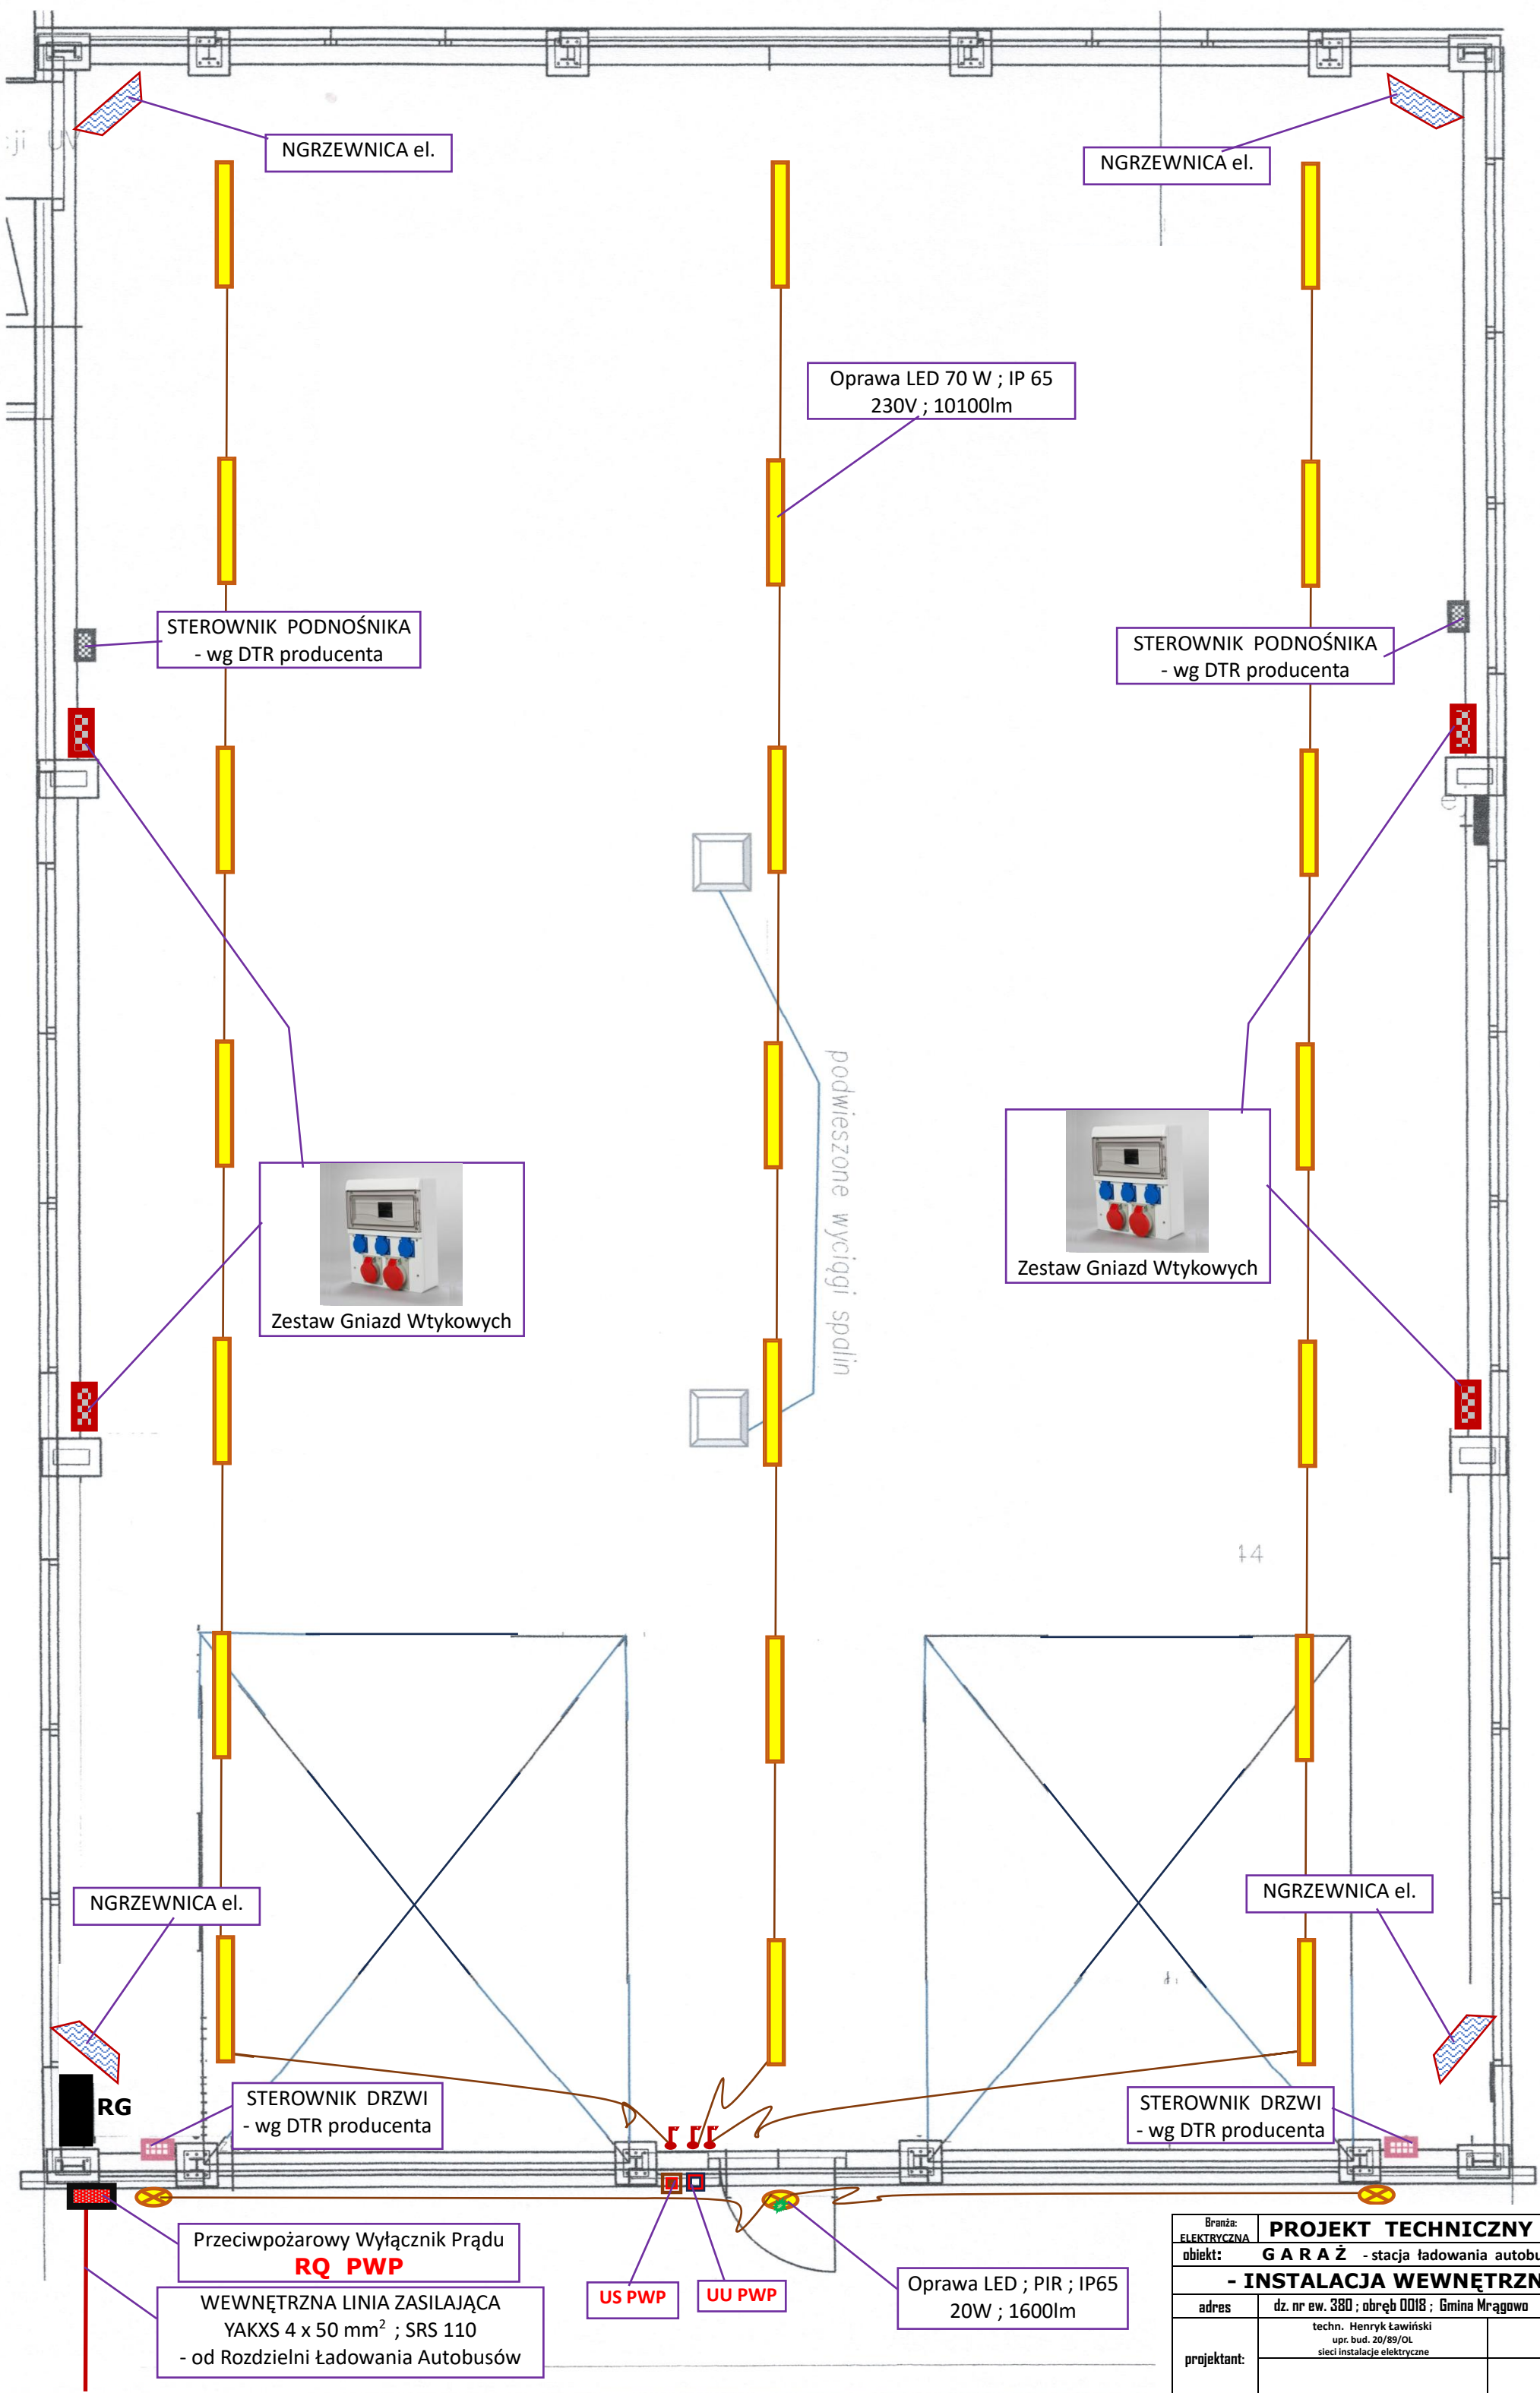 ji UV
NGRZEWNICA el.
NGRZEWNICA el.
Oprawa LED 70 W ; IP 65
230V ; 10100lm
STEROWNIK PODNOŚNIKA
- wg DTR producenta
STEROWNIK PODNOŚNIKA
- wg DTR producenta
podwieszone wyciągi spalin
Zestaw Gniazd Wtykowych
Zestaw Gniazd Wtykowych
14
NGRZEWNICA el.
NGRZEWNICA el.
RG
STEROWNIK DRZWI
- wg DTR producenta
STEROWNIK DRZWI
- wg DTR producenta
Przeciwpożarowy Wyłącznik Prądu
RQ PWP
WEWNĘTRZNA LINIA ZASILAJĄCA
YAKXS 4 x 50 mm² ; SRS 110
- od Rozdzielni Ładowania Autobusów
US PWP
UU PWP
Oprawa LED ; PIR ; IP65
20W ; 1600lm
Branża:
ELEKTRYCZNA
PROJEKT TECHNICZNY
obiekt: G A R A Ż - stacja ładowania autobu
- INSTALACJA WEWNĘTRZN
adres dz. nr ew. 380 ; obręb 0018 ; Gmina Mrągowo
projektant:
techn. Henryk Ławiński
upr. bud. 20/89/OL
sieci instalacje elektryczne